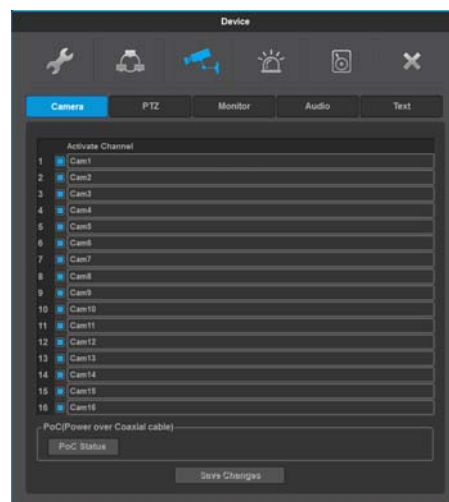 Device
Camera PTZ Monitor Audio Text
Activate Channel
1 Cam1
2 Cam2
3 Cam3
4 Cam4
5 Cam5
6 Cam6
7 Cam7
8 Cam8
9 Cam9
10 Cam10
11 Cam11
12 Cam12
13 Cam13
14 Cam14
15 Cam15
16 Cam16
PoC(Power over Coaxial cable)
PoC Status
Save Changes